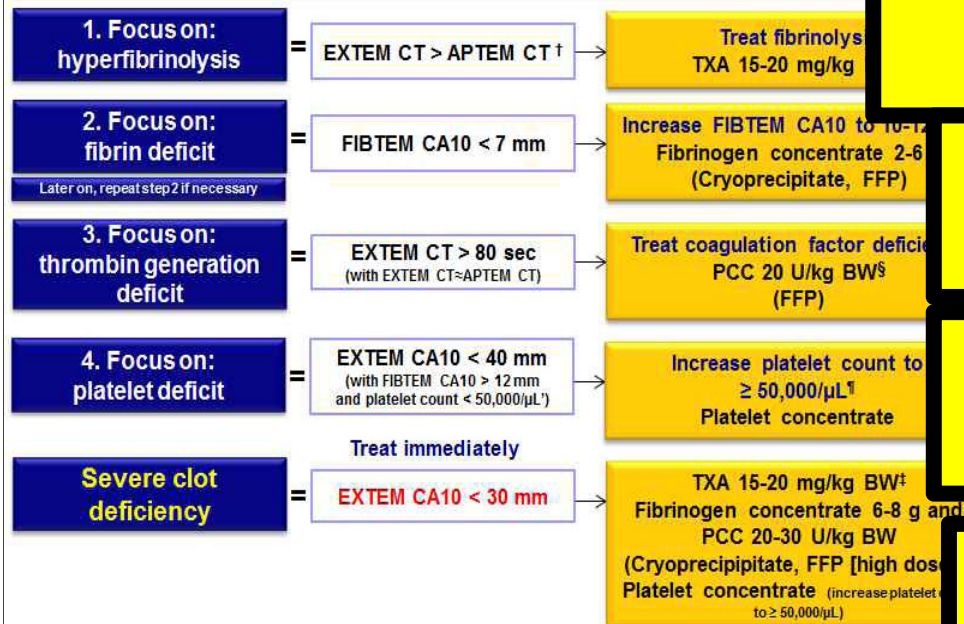 1. Focus on:
hyperfibrinolysis
=
EXTEM CT > APTEM CT †
Treat
TXA 15-20 mg/kg
2. Focus on:
fibrin deficit
Later on, repeat step 2 if necessary
=
FIBTEM CA10 < 7 mm
Increase FIBTEM CA10 to
Fibrinogen concentrate 2-6
(Cryoprecipitate, FFP)
3. Focus on:
thrombin generation
deficit
=
EXTEM CT > 80 sec
(with EXTEM CT≈APTEM CT)
Treat coagulation factor
PCC 20 U/kg BW§
(FFP)
4. Focus on:
platelet deficit
=
EXTEM CA10 < 40 mm
(with FIBTEM CA10 > 12 mm
and platelet count < 50,000/µL')
Increase platelet count to
≥ 50,000/µL¶
Platelet concentrate
Treat immediately
Severe clot
deficiency
=
EXTEM CA10 < 30 mm
TXA 15-20 mg/kg BW‡
Fibrinogen concentrate 6-8 g and
PCC 20-30 U/kg BW
(Cryoprecipipitate, FFP [high
Platelet concentrate (increase platelet
to ≥ 50,000/µL)